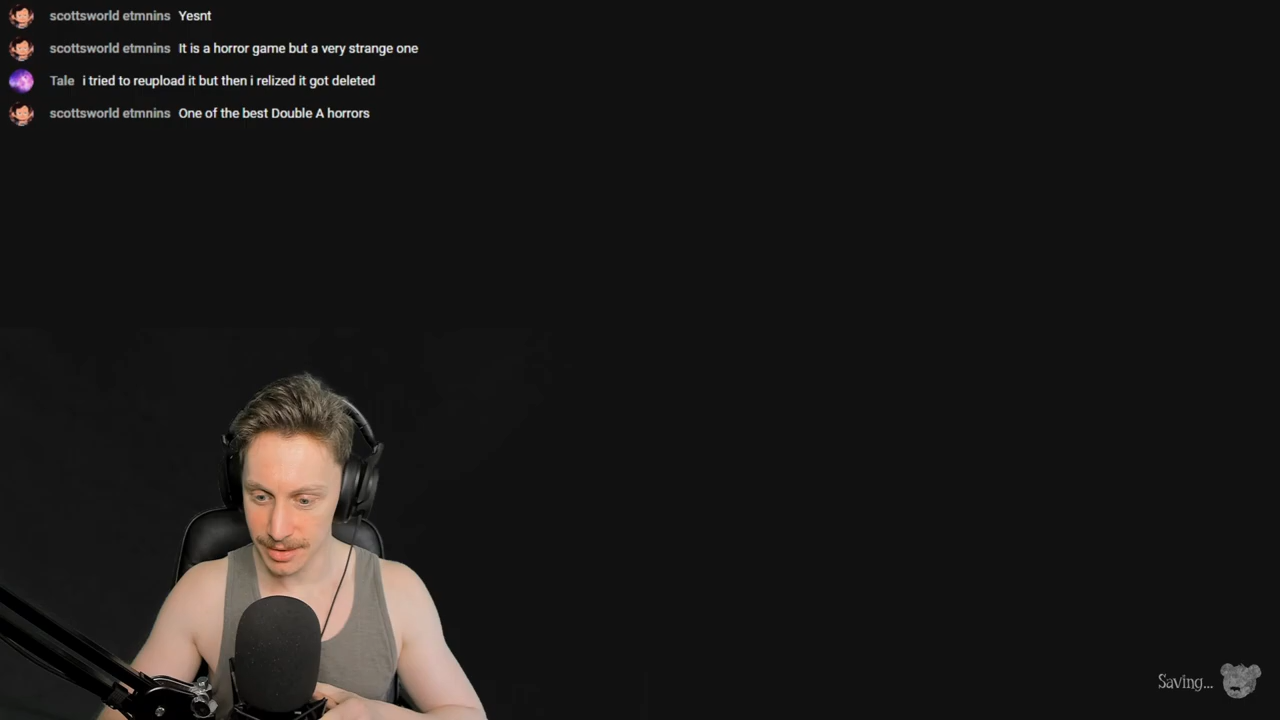 scottsworld etmnins Yesnt
scottsworld etmnins It is a horror game but a very strange one
Tale i tried to reupload it but then i relized it got deleted
scottsworld etmnins One of the best Double A horrors
Saving...